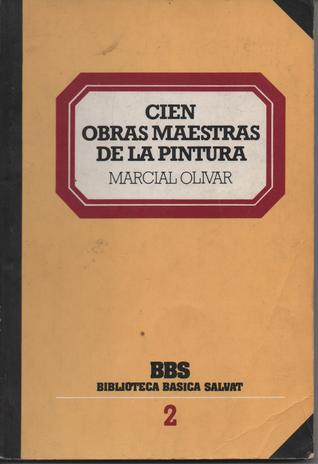 CIEN
OBRAS MAESTRAS
DE LA PINTURA
MARCIAL OLIVAR
BBS
BIBLIOTECA BASICA SALVAT
2